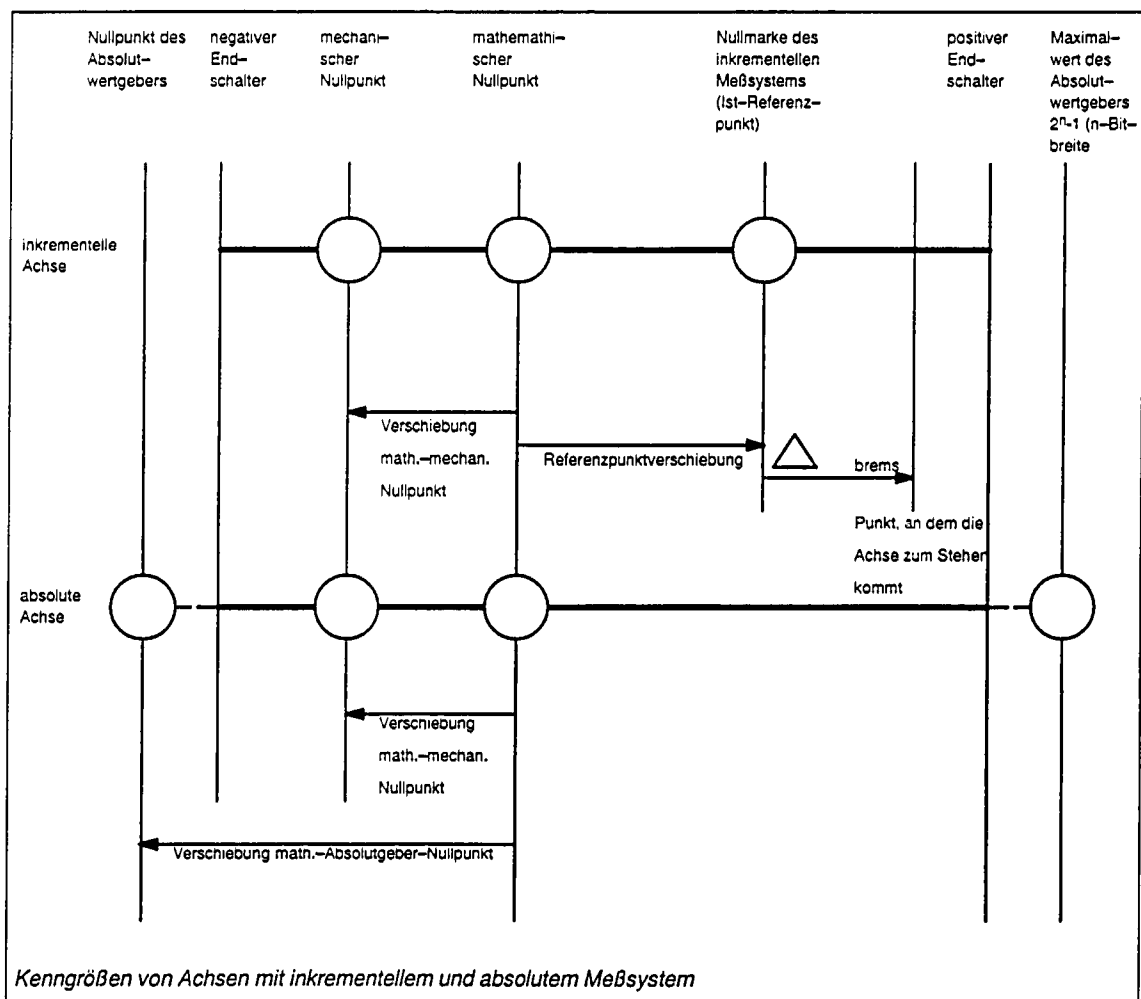 Nullpunkt des
Absolut–
wertgebers
negativer
End–
schalter
mechani–
scher
Nullpunkt
mathemathi–
scher
Nullpunkt
Nullmarke des
inkrementellen
Meßsystems
(Ist–Referenz–
punkt)
positiver
End–
schalter
Maximal–
wert des
Absolut–
wertgebers
2ⁿ-1 (n–Bit–
breite
inkrementelle
Achse
Verschiebung
math.–mechan.
Nullpunkt
Referenzpunktverschiebung
brems
Punkt, an dem die
Achse zum Stehen
kommt
absolute
Achse
Verschiebung
math.–mechan.
Nullpunkt
Verschiebung math.–Absolutgeber–Nullpunkt
Kenngrößen von Achsen mit inkrementellem und absolutem Meßsystem